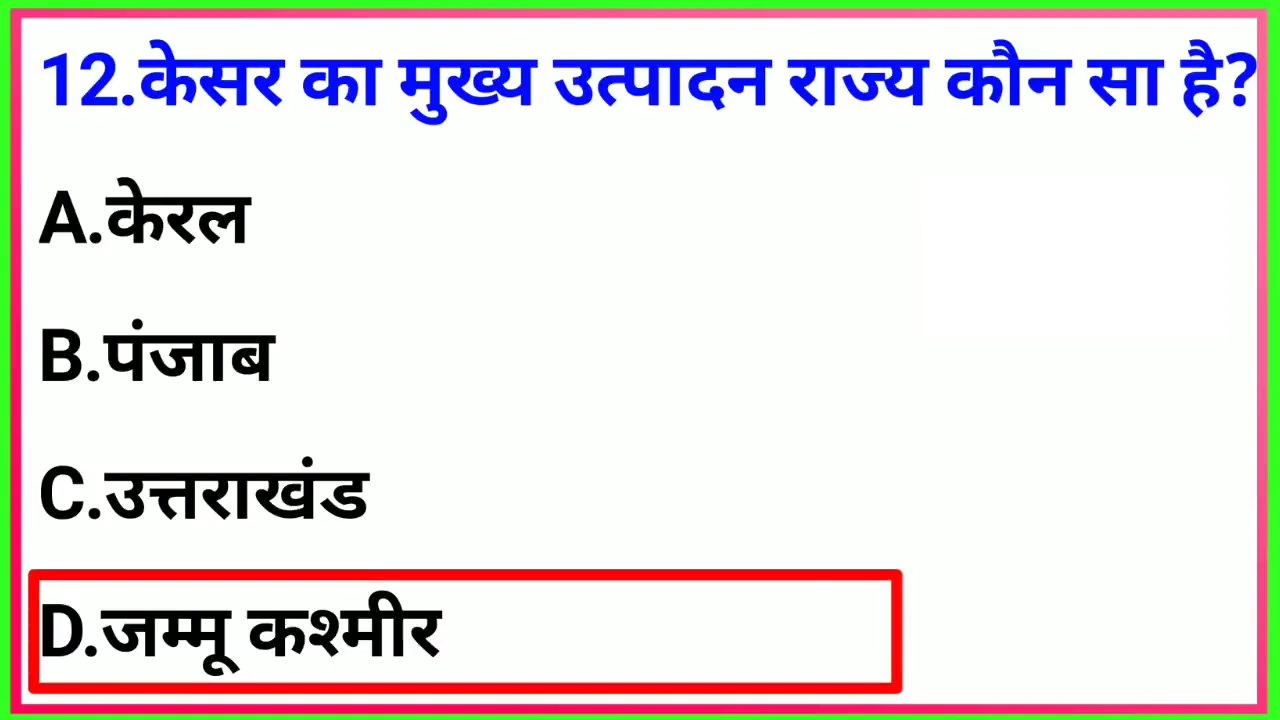 12.केसर का मुख्य उत्पादन राज्य कौन सा है?
A.केरल
B.पंजाब
C.उत्तराखंड
D.जम्मू कश्मीर